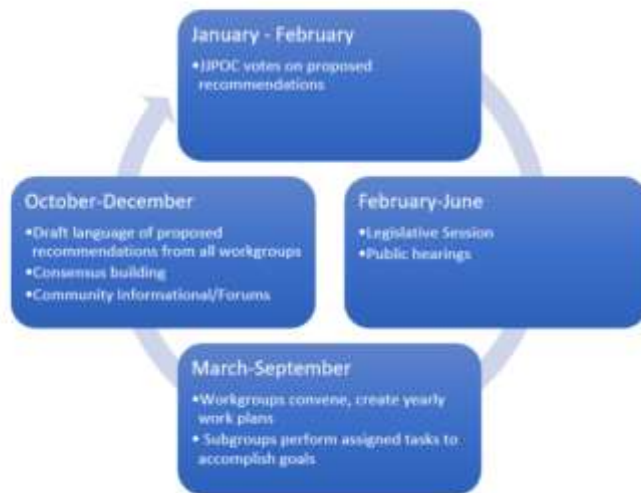 January - February
•JJPOC votes on proposed
recommendations
February-June
•Legislative Session
•Public hearings
March-September
•Workgroups convene, create yearly
work plans
• Subgroups perform assigned tasks to
accomplish goals
October-December
•Draft language of proposed
recommendations from all workgroups
•Consensus building
•Community Informational/Forums